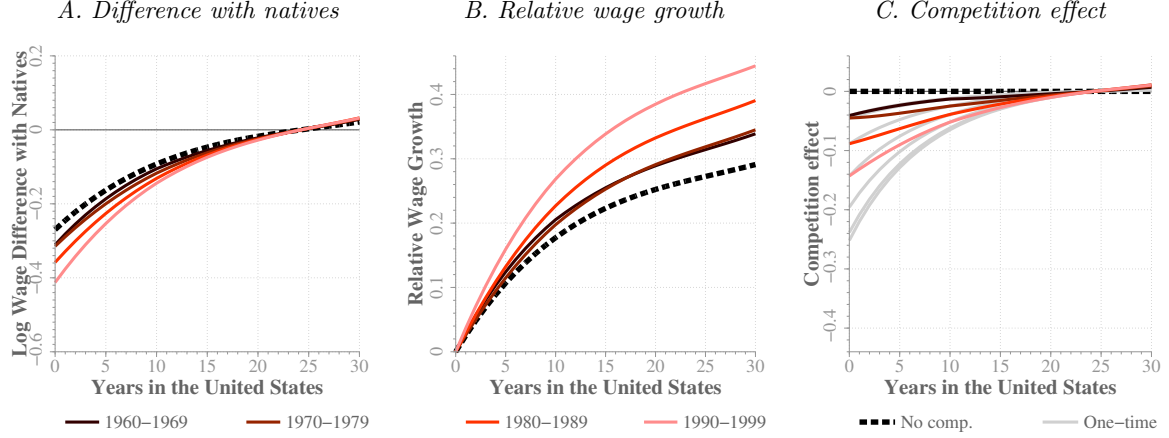 A. Difference with natives
B. Relative wage growth
C. Competition effect
Log Wage Difference with Natives
0.2
0
−0.2
−0.4
−0.6
0 5 10 15 20 25 30
Years in the United States
Relative Wage Growth
0.4
0.3
0.2
0.1
0
0 5 10 15 20 25 30
Years in the United States
Competition effect
0
−0.1
−0.2
−0.3
−0.4
0 5 10 15 20 25 30
Years in the United States
1960−1969 1970−1979 1980−1989 1990−1999 No comp. One−time